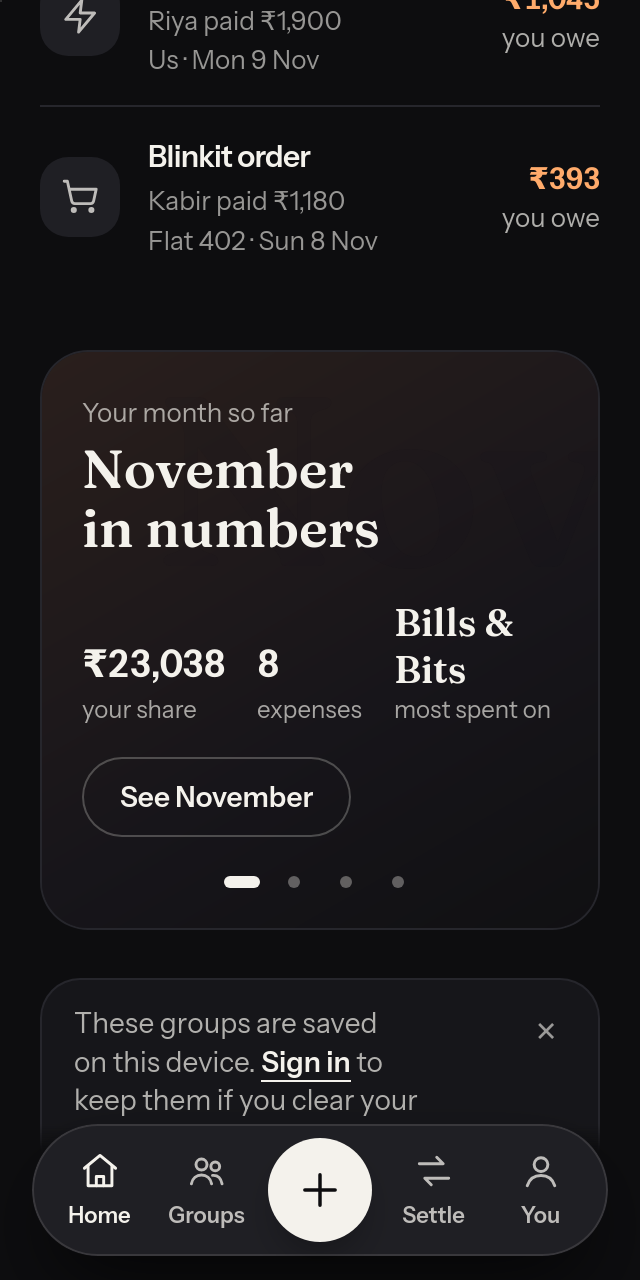 Riya paid ₹1,900
₹1,045
Us · Mon 9 Nov
you owe
Blinkit order
Kabir paid ₹1,180
Flat 402 · Sun 8 Nov
₹393
you owe
Your month so far
November
in numbers
₹23,038
your share
8
expenses
Bills &
Bits
most spent on
See November
These groups are saved
on this device. Sign in to
keep them if you clear your
Home
Groups
Settle
You